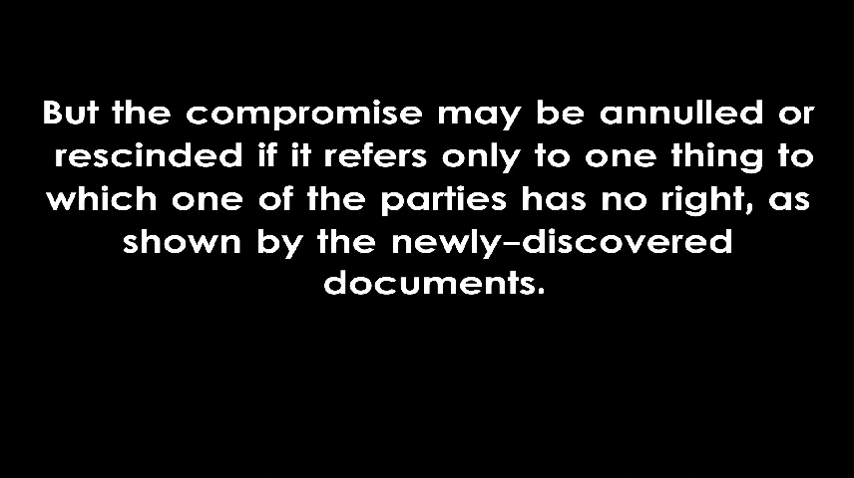 But the compromise may be annulled or
rescinded if it refers only to one thing to
which one of the parties has no right, as
shown by the newly-discovered
documents.